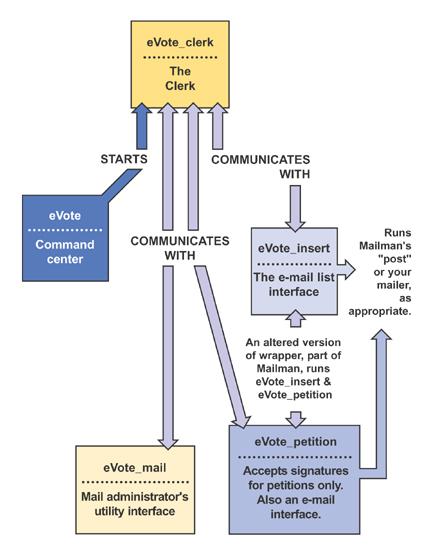 eVote_clerk
The
Clerk
STARTS
COMMUNICATES
WITH
eVote
Command
center
COMMUNICATES
WITH
eVote_insert
The e-mail list
interface
Runs
Mailman's
"post"
or your
mailer,
as
appropriate.
An altered version
of wrapper, part of
Mailman, runs
eVote_insert &
eVote_petition
eVote_mail
Mail administrator's
utility interface
eVote_petition
Accepts signatures
for petitions only.
Also an e-mail
interface.